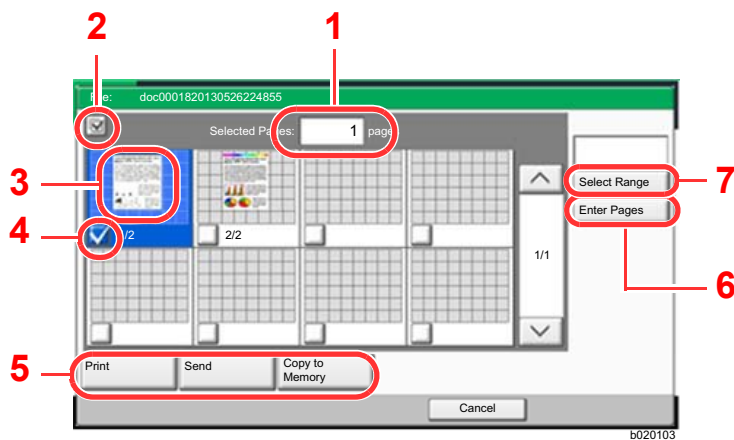 2
1
File: doc0001820130526224855
Selected Pages: 1 page
3
Select Range
7
Enter Pages
4
1/2
2/2
1/1
6
5
Print
Send
Copy to
Memory
Cancel
b020103